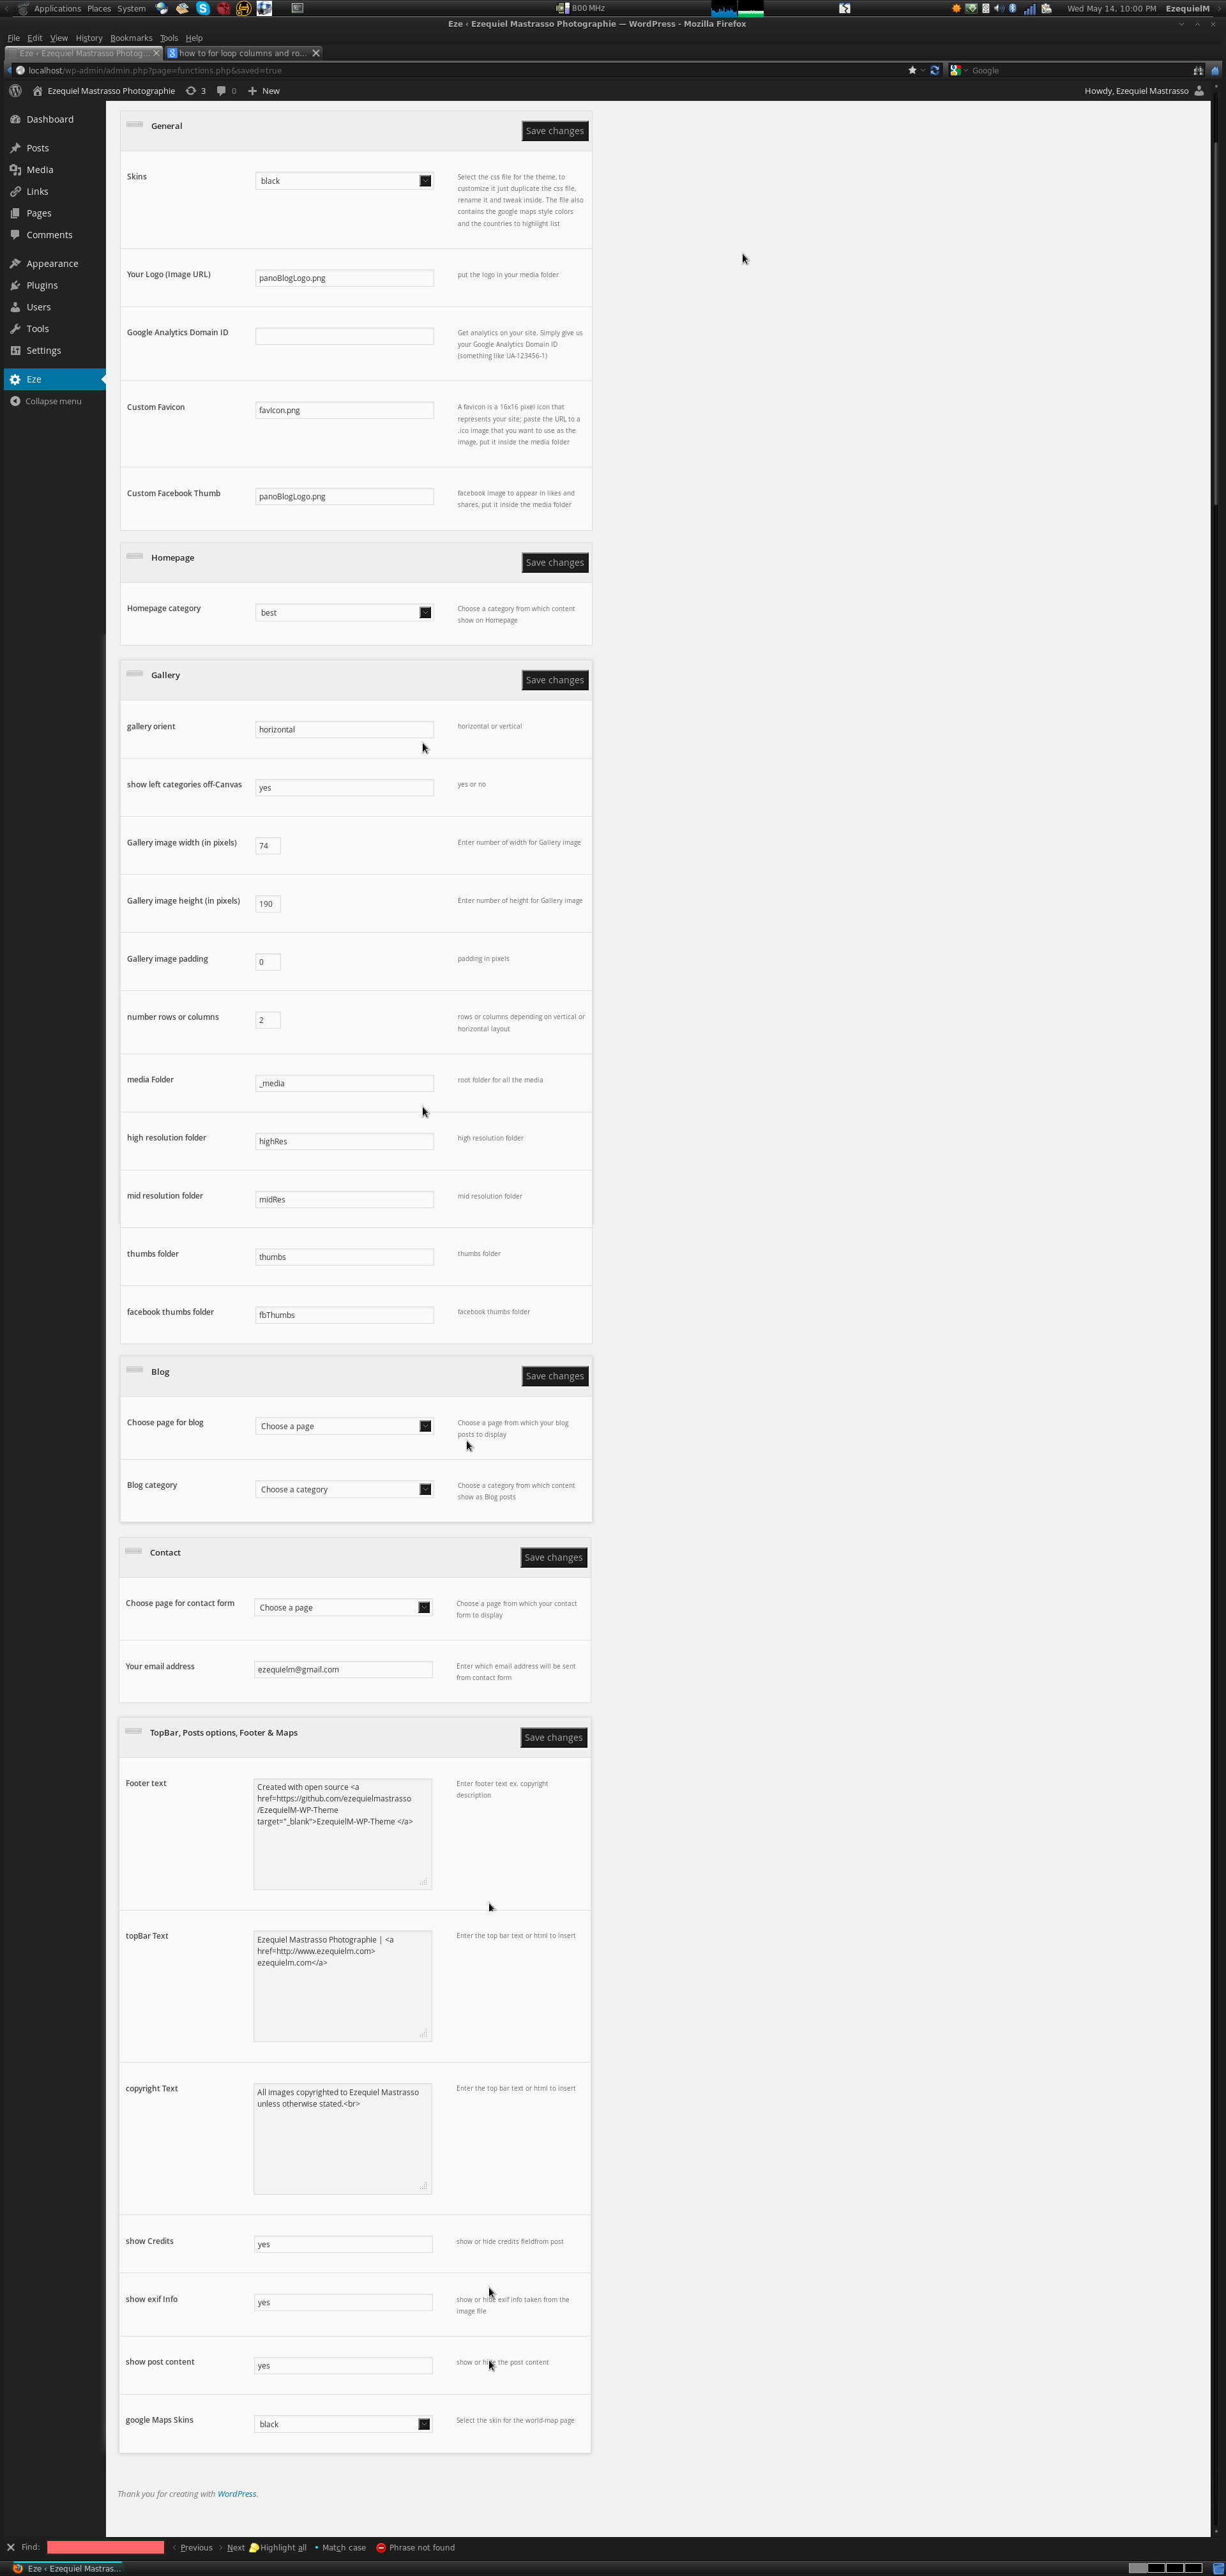 Applications Places System 800 MHz Wed May 14, 10:00 PM EzequielM
Eze ‹ Ezequiel Mastrasso Photographie — WordPress - Mozilla Firefox
File Edit View History Bookmarks Tools Help
Eze ‹ Ezequiel Mastrasso Photog... how to for loop columns and ro...
localhost/wp-admin/admin.php?page=functions.php&saved=true Google
Ezequiel Mastrasso Photographie 3 0 New Howdy, Ezequiel Mastrasso
Dashboard
Posts
Media
Links
Pages
Comments
Appearance
Plugins
Users
Tools
Settings
Eze
Collapse menu
General Save changes
Skins black
Select the css file for the theme, to
customize it just duplicate the css file,
rename it and tweak inside. The file also
contains the google maps style colors
and the countries to highlight list
Your Logo (Image URL) panoBlogLogo.png put the logo in your media folder
Google Analytics Domain ID
Get analytics on your site. Simply give us
your Google Analytics Domain ID
(something like UA-123456-1)
Custom Favicon favicon.png
A favicon is a 16x16 pixel icon that
represents your site; paste the URL to a
.ico image that you want to use as the
image, put it inside the media folder
Custom Facebook Thumb panoBlogLogo.png
facebook image to appear in likes and
shares, put it inside the media folder
Homepage Save changes
Homepage category best
Choose a category from which content
show on Homepage
Gallery Save changes
gallery orient horizontal horizontal or vertical
show left categories off-Canvas yes yes or no
Gallery image width (in pixels) 74 Enter number of width for Gallery image
Gallery image height (in pixels) 190 Enter number of height for Gallery image
Gallery image padding 0 padding in pixels
number rows or columns 2
rows or columns depending on vertical or
horizontal layout
media Folder _media root folder for all the media
high resolution folder highRes high resolution folder
mid resolution folder midRes mid resolution folder
thumbs folder thumbs thumbs folder
facebook thumbs folder fbThumbs facebook thumbs folder
Blog Save changes
Choose page for blog Choose a page
Choose a page from which your blog
posts to display
Blog category Choose a category
Choose a category from which content
show as Blog posts
Contact Save changes
Choose page for contact form Choose a page
Choose a page from which your contact
form to display
Your email address ezequielm@gmail.com
Enter which email address will be sent
from contact form
TopBar, Posts options, Footer & Maps Save changes
Footer text
Created with open source <a
href=https://github.com/ezequielmastrasso
/EzequielM-WP-Theme
target="_blank">EzequielM-WP-Theme </a>
Enter footer text ex. copyright
description
topBar Text
Ezequiel Mastrasso Photographie | <a
href=http://www.ezequielm.com>
ezequielm.com</a>
Enter the top bar text or html to insert
copyright Text
All images copyrighted to Ezequiel Mastrasso
unless otherwise stated.<br>
Enter the top bar text or html to insert
show Credits yes show or hide credits fieldfrom post
show exif Info yes
show or hide exif info taken from the
image file
show post content yes show or hide the post content
google Maps Skins black Select the skin for the world-map page
Thank you for creating with WordPress.
Find: Previous Next Highlight all Match case Phrase not found
Eze ‹ Ezequiel Mastras...